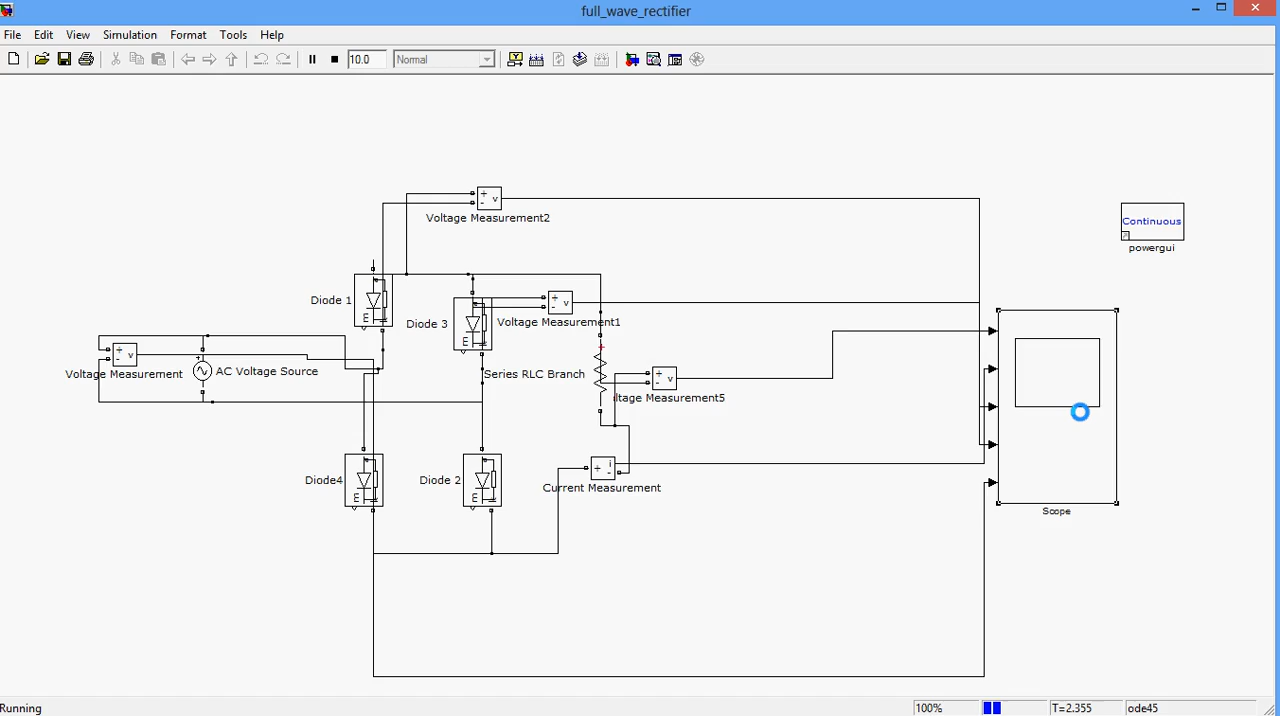 full_wave_rectifier
File Edit View Simulation Format Tools Help
10.0 Normal
+ - v
Voltage Measurement2
Continuous
powergui
Diode 1
E
Diode 3
E
+ - v
Voltage Measurement1
+ - v
Voltage Measurement
+
AC Voltage Source
Series RLC Branch
+
+ - v
ltage Measurement5
Diode4
E
Diode 2
E
+ i -
Current Measurement
Scope
Running 100% T=2.355 ode45